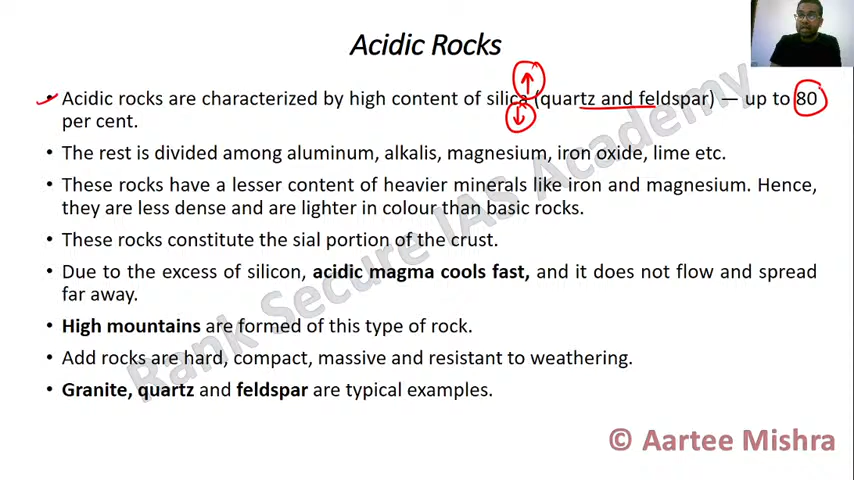 Acidic Rocks
• Acidic rocks are characterized by high content of silica (quartz and feldspar) — up to 80
per cent.
• The rest is divided among aluminum, alkalis, magnesium, iron oxide, lime etc.
• These rocks have a lesser content of heavier minerals like iron and magnesium. Hence,
they are less dense and are lighter in colour than basic rocks.
• These rocks constitute the sial portion of the crust.
• Due to the excess of silicon, acidic magma cools fast, and it does not flow and spread
far away.
• High mountains are formed of this type of rock.
• Add rocks are hard, compact, massive and resistant to weathering.
• Granite, quartz and feldspar are typical examples.
Rank Secure IAS Academy
© Aartee Mishra